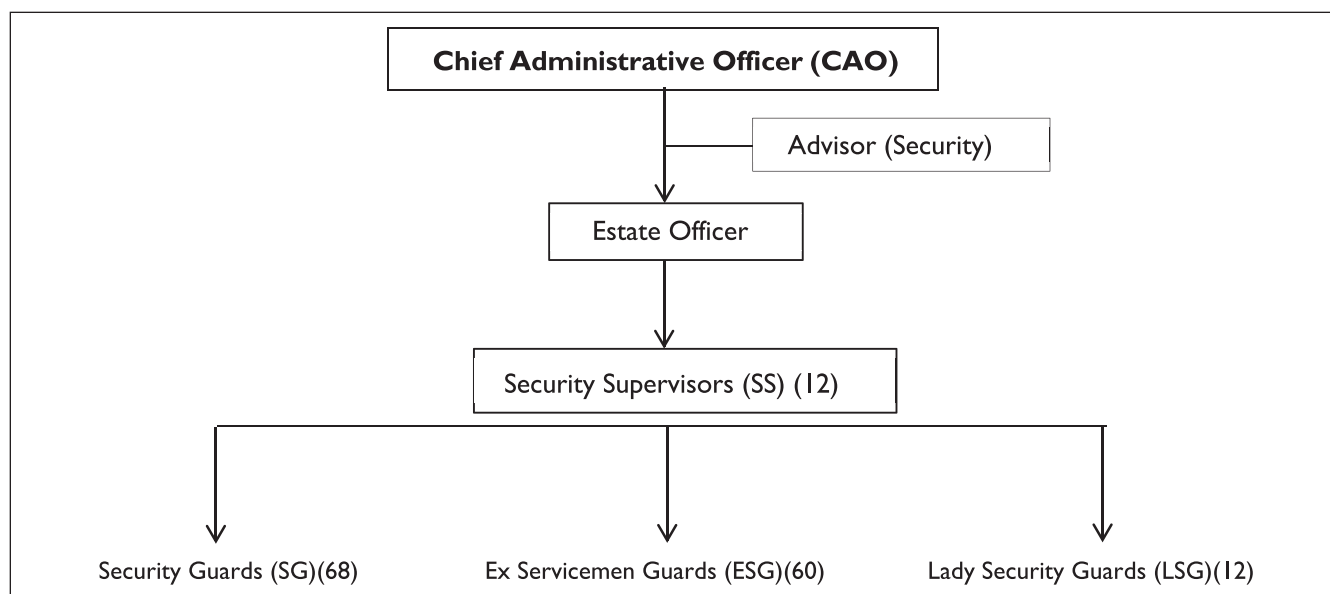 Chief Administrative Officer (CAO)
Advisor (Security)
Estate Officer
Security Supervisors (SS) (12)
Security Guards (SG)(68)
Ex Servicemen Guards (ESG)(60)
Lady Security Guards (LSG)(12)